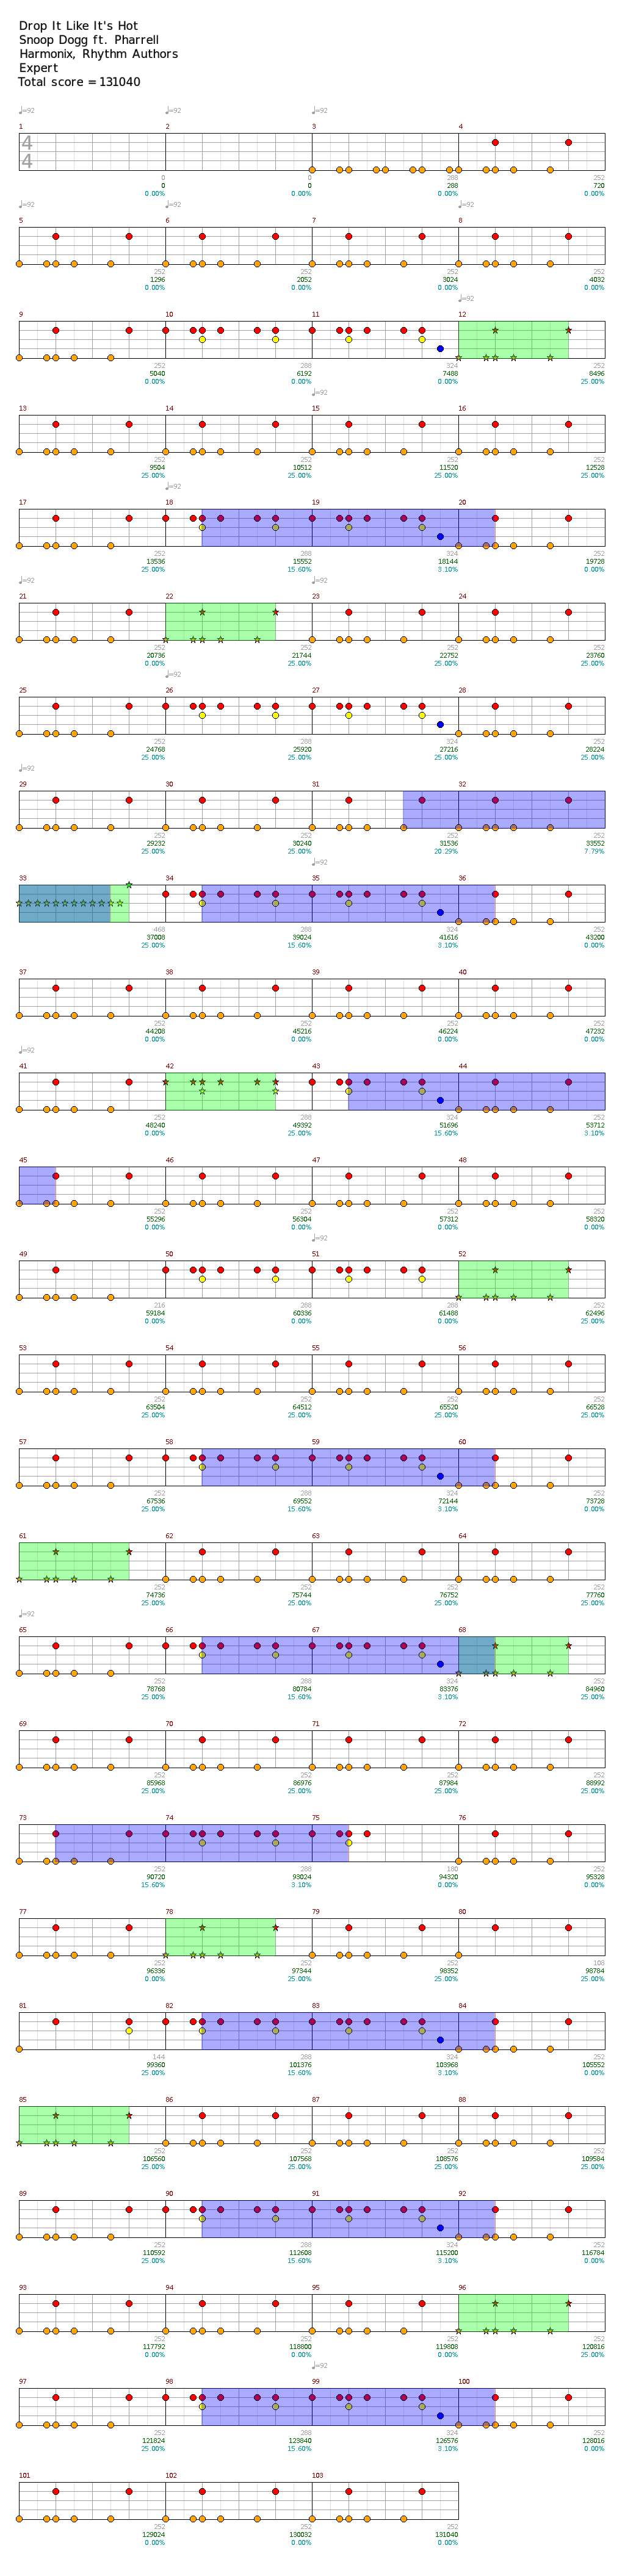 Drop It Like It's Hot
Snoop Dogg ft. Pharrell
Harmonix, Rhythm Authors
Expert
Total score = 131040
♩=92 ♩=92 ♩=92
1 2 3 4
4
4
0 0 288 252
0 0 288 720
0.00% 0.00% 0.00% 0.00%
♩=92 ♩=92 ♩=92
5 6 7 8
252 252 252 252
1296 2052 3024 4032
0.00% 0.00% 0.00% 0.00%
♩=92
9 10 11 12
252 288 324 252
5040 6192 7488 8496
0.00% 0.00% 0.00% 25.00%
♩=92
13 14 15 16
252 252 252 252
9504 10512 11520 12528
25.00% 25.00% 25.00% 25.00%
♩=92
17 18 19 20
252 288 324 252
13536 15552 18144 19728
25.00% 15.60% 3.10% 0.00%
♩=92 ♩=92
21 22 23 24
252 252 252 252
20736 21744 22752 23760
0.00% 25.00% 25.00% 25.00%
♩=92
25 26 27 28
252 288 324 252
24768 25920 27216 28224
25.00% 25.00% 25.00% 25.00%
♩=92
29 30 31 32
252 252 252 252
29232 30240 31536 33552
25.00% 25.00% 20.29% 7.79%
♩=92
33 34 35 36
468 288 324 252
37008 39024 41616 43200
25.00% 15.60% 3.10% 0.00%
37 38 39 40
252 252 252 252
44208 45216 46224 47232
0.00% 0.00% 0.00% 0.00%
♩=92
41 42 43 44
252 288 324 252
48240 49392 51696 53712
0.00% 25.00% 15.60% 3.10%
45 46 47 48
252 252 252 252
55296 56304 57312 58320
0.00% 0.00% 0.00% 0.00%
♩=92
49 50 51 52
216 288 288 252
59184 60336 61488 62496
0.00% 0.00% 0.00% 25.00%
53 54 55 56
252 252 252 252
63504 64512 65520 66528
25.00% 25.00% 25.00% 25.00%
57 58 59 60
252 288 324 252
67536 69552 72144 73728
25.00% 15.60% 3.10% 0.00%
61 62 63 64
252 252 252 252
74736 75744 76752 77760
25.00% 25.00% 25.00% 25.00%
♩=92
65 66 67 68
252 288 324 252
78768 80784 83376 84960
25.00% 15.60% 3.10% 25.00%
69 70 71 72
252 252 252 252
85968 86976 87984 88992
25.00% 25.00% 25.00% 25.00%
73 74 75 76
252 288 180 252
90720 93024 94320 95328
15.60% 3.10% 0.00% 0.00%
77 78 79 80
252 252 252 108
96336 97344 98352 98784
0.00% 25.00% 25.00% 25.00%
81 82 83 84
144 288 324 252
99360 101376 103968 105552
25.00% 15.60% 3.10% 0.00%
85 86 87 88
252 252 252 252
106560 107568 108576 109584
25.00% 25.00% 25.00% 25.00%
89 90 91 92
252 288 324 252
110592 112608 115200 116784
25.00% 15.60% 3.10% 0.00%
93 94 95 96
252 252 252 252
117792 118800 119808 120816
0.00% 0.00% 0.00% 25.00%
♩=92
97 98 99 100
252 288 324 252
121824 123840 126576 128016
25.00% 15.60% 3.10% 0.00%
101 102 103
252 252 252
129024 130032 131040
0.00% 0.00% 0.00%